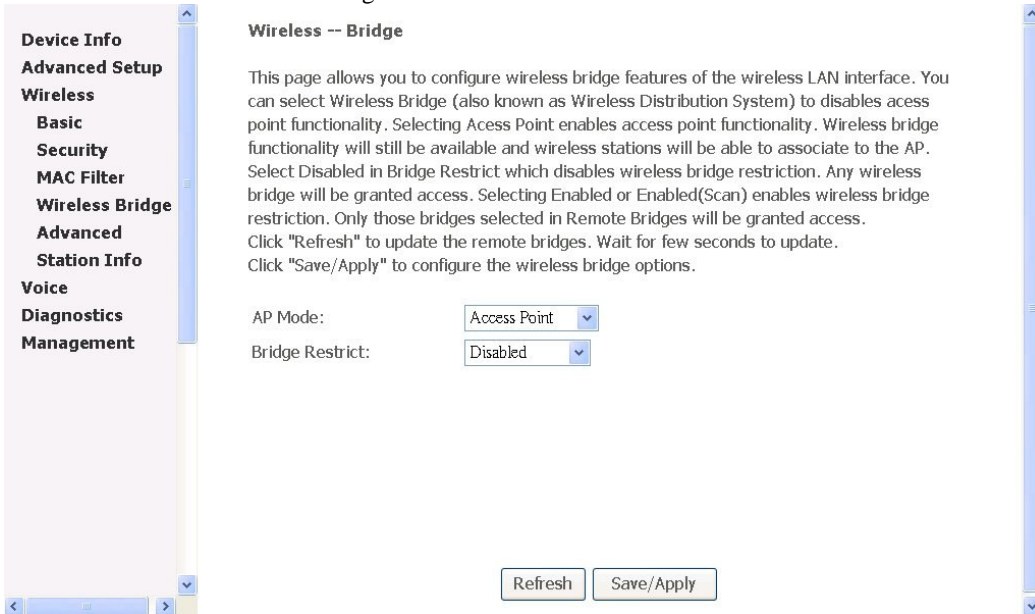 Device Info
Advanced Setup
Wireless
Basic
Security
MAC Filter
Wireless Bridge
Advanced
Station Info
Voice
Diagnostics
Management
Wireless -- Bridge
This page allows you to configure wireless bridge features of the wireless LAN interface. You
can select Wireless Bridge (also known as Wireless Distribution System) to disables acess
point functionality. Selecting Acess Point enables access point functionality. Wireless bridge
functionality will still be available and wireless stations will be able to associate to the AP.
Select Disabled in Bridge Restrict which disables wireless bridge restriction. Any wireless
bridge will be granted access. Selecting Enabled or Enabled(Scan) enables wireless bridge
restriction. Only those bridges selected in Remote Bridges will be granted access.
Click "Refresh" to update the remote bridges. Wait for few seconds to update.
Click "Save/Apply" to configure the wireless bridge options.
AP Mode: Access Point
Bridge Restrict: Disabled
Refresh Save/Apply